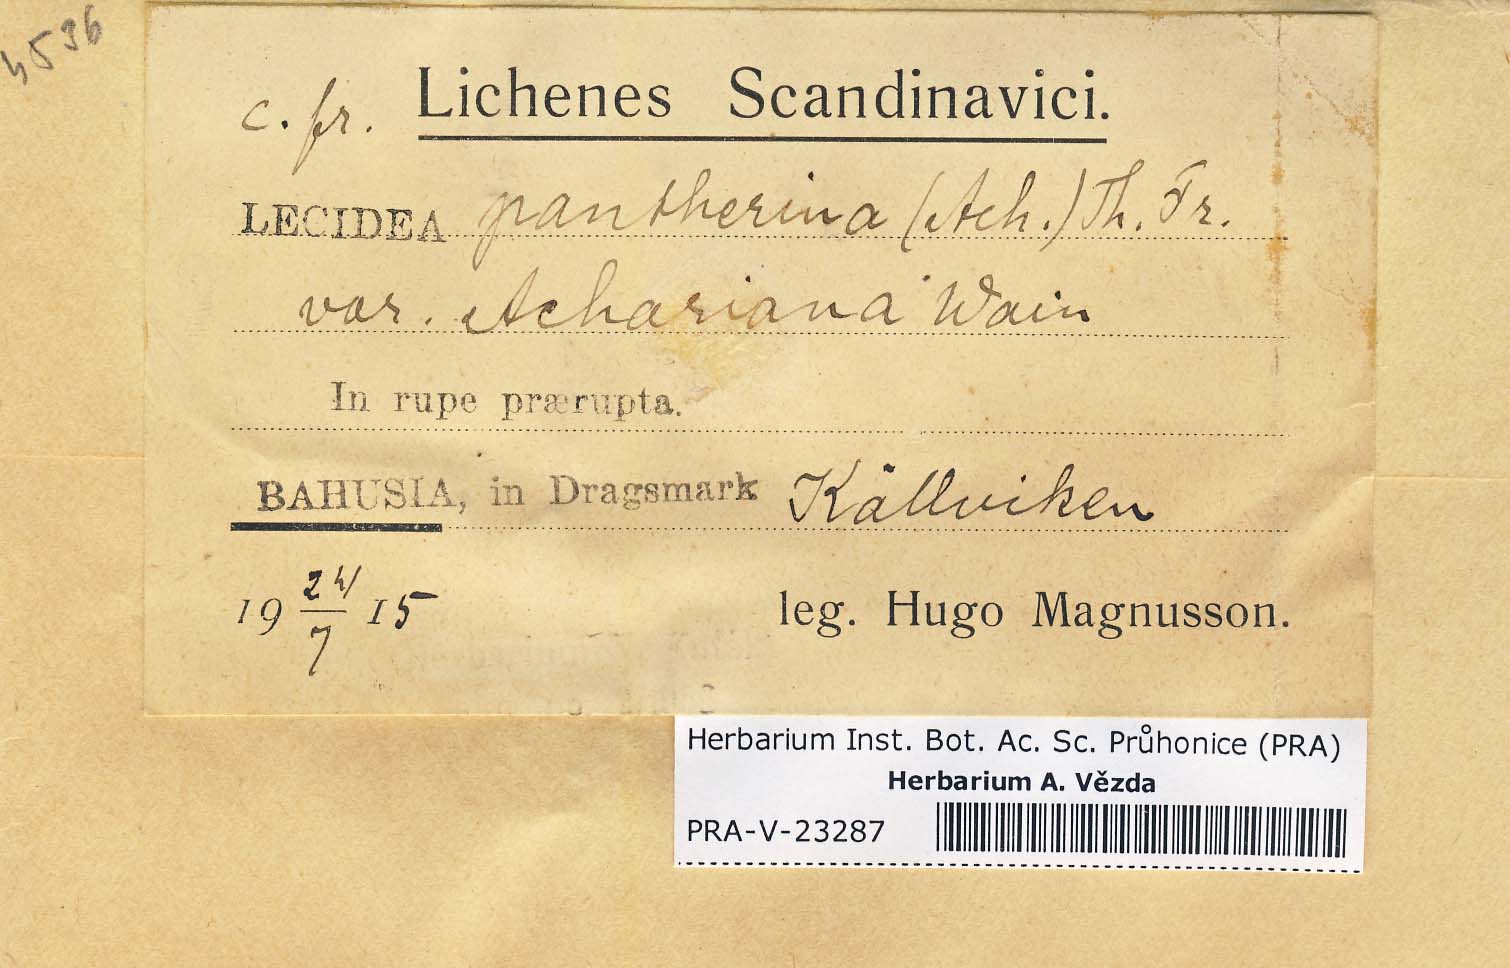 4536
c. fr. Lichenes Scandinavici.
LECIDEA pantherina (Ach.) Th. Fr.
var. Achariana Wain
In rupe prærupta.
BAHUSIA, in Dragsmark Källviken
19 24/7 15 leg. Hugo Magnusson.
Herbarium Inst. Bot. Ac. Sc. Průhonice (PRA)
Herbarium A. Vězda
PRA-V-23287